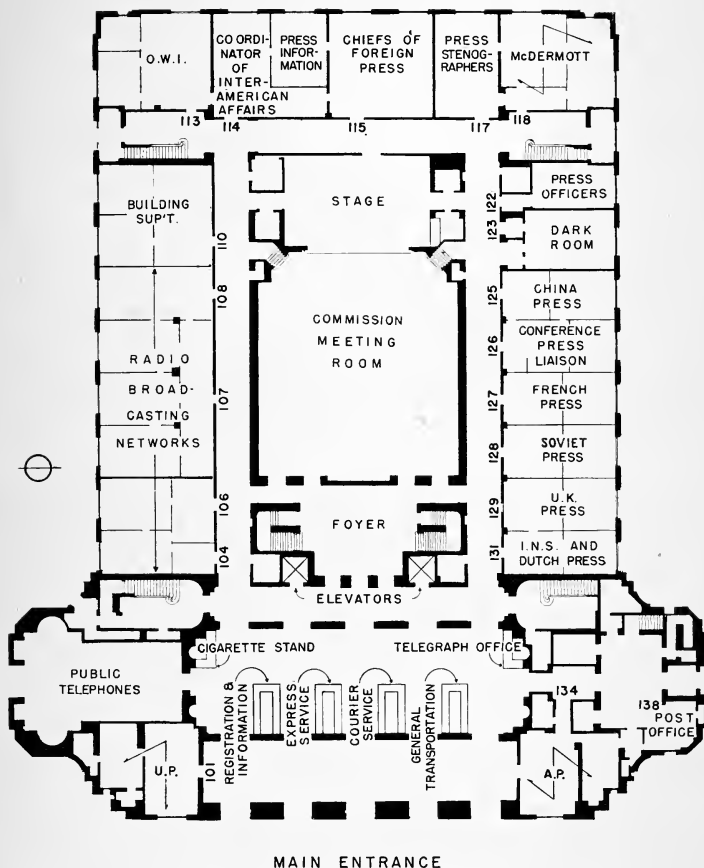 O.W.I.
CO ORDI-
NATOR
OF
INTER-
AMERICAN
AFFAIRS
PRESS
INFOR-
MATION
CHIEFS OF
FOREIGN
PRESS
PRESS
STENOG-
RAPHERS
McDERMOTT
113
114
115
117
118
BUILDING
SUP'T.
110
STAGE
122
PRESS
OFFICERS
123
DARK
ROOM
108
COMMISSION
MEETING
ROOM
125
CHINA
PRESS
126
CONFERENCE
PRESS
LIAISON
RADIO
BROAD-
CASTING
NETWORKS
107
127
FRENCH
PRESS
128
SOVIET
PRESS
106
129
U.K.
PRESS
104
FOYER
131
I.N.S. AND
DUTCH PRESS
ELEVATORS
CIGARETTE STAND
TELEGRAPH OFFICE
PUBLIC
TELEPHONES
REGISTRATION &
INFORMATION
EXPRESS
SERVICE
COURIER
SERVICE
GENERAL
TRANSPORTATION
134
138
POST
OFFICE
U.P.
101
A.P.
MAIN ENTRANCE